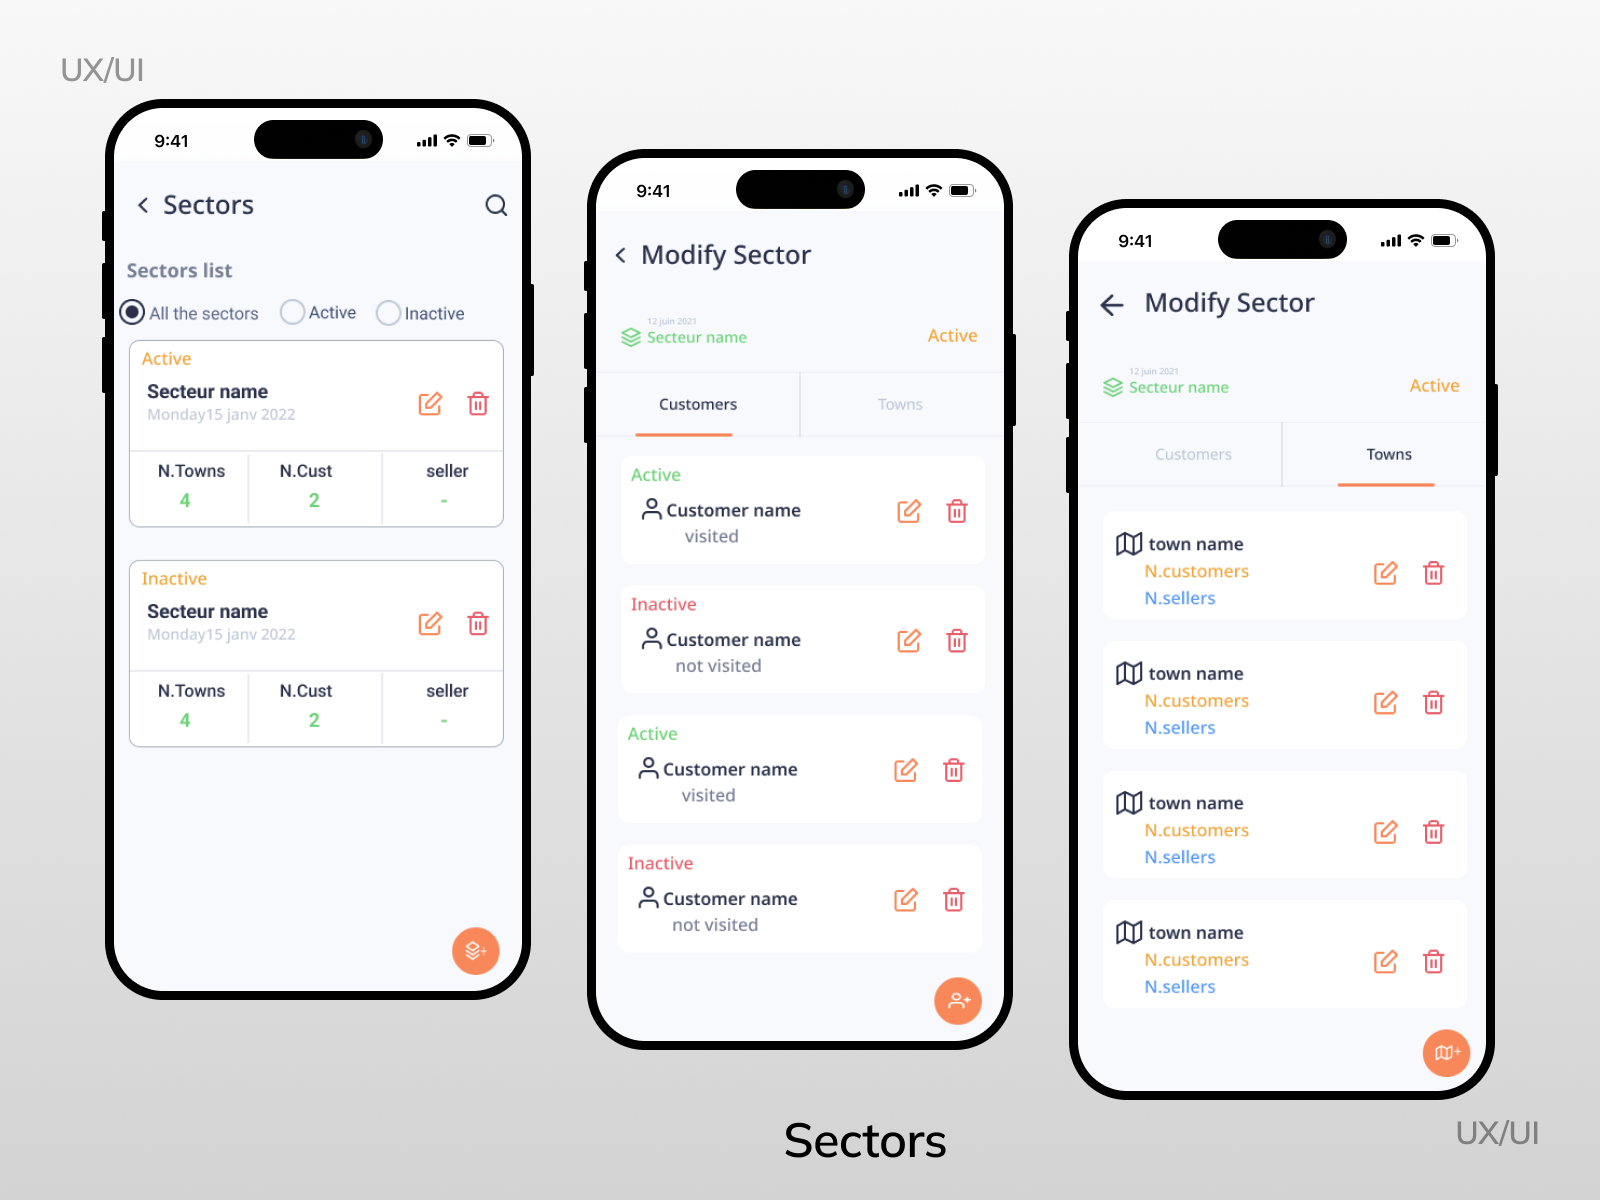 UX/UI
9:41
Sectors
Sectors list
All the sectors Active Inactive
Active
Secteur name
Monday15 janv 2022
N.Towns N.Cust seller
4 2 -
Inactive
Secteur name
Monday15 janv 2022
N.Towns N.Cust seller
4 2 -
9:41
Modify Sector
12 juin 2021
Secteur name Active
Customers Towns
Active
Customer name
visited
Inactive
Customer name
not visited
Active
Customer name
visited
Inactive
Customer name
not visited
9:41
Modify Sector
12 juin 2021
Secteur name Active
Customers Towns
town name
N.customers
N.sellers
town name
N.customers
N.sellers
town name
N.customers
N.sellers
town name
N.customers
N.sellers
Sectors
UX/UI